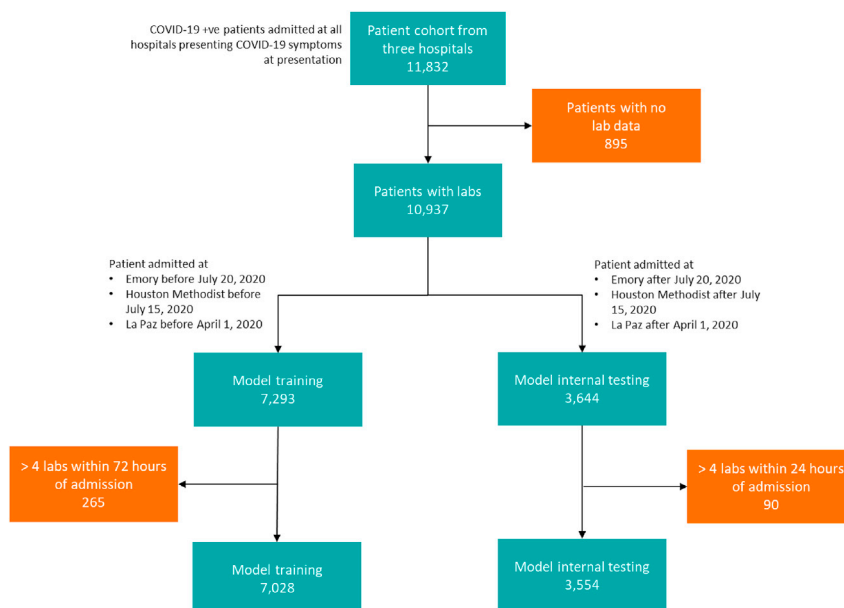 COVID-19 +ve patients admitted at all
hospitals presenting COVID-19 symptoms
at presentation
Patient cohort from
three hospitals
11,832
Patients with no
lab data
895
Patients with labs
10,937
Patient admitted at
• Emory before July 20, 2020
• Houston Methodist before
July 15, 2020
• La Paz before April 1, 2020
Patient admitted at
• Emory after July 20, 2020
• Houston Methodist after July
15, 2020
• La Paz after April 1, 2020
Model training
7,293
Model internal testing
3,644
> 4 labs within 72 hours
of admission
265
> 4 labs within 24 hours
of admission
90
Model training
7,028
Model internal testing
3,554